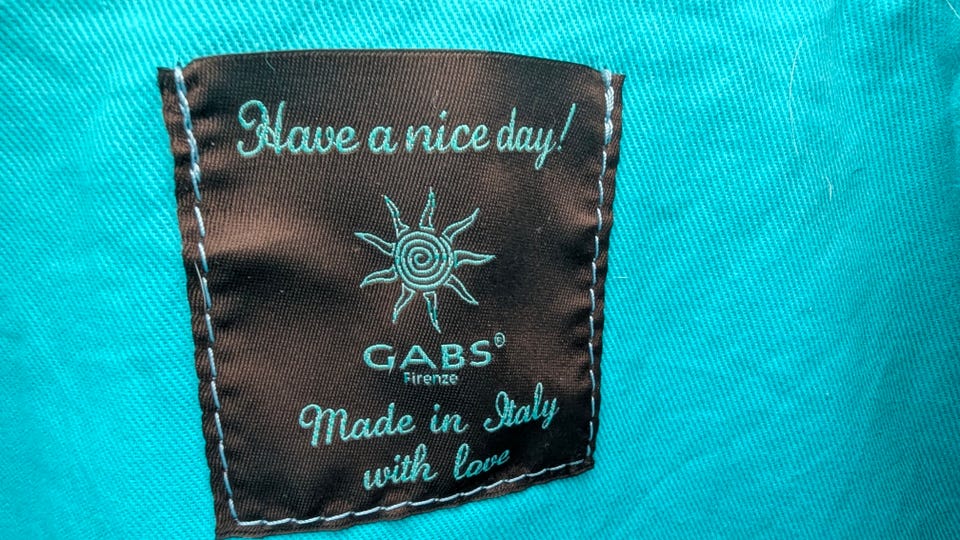 Have a nice day!
GABS®
Firenze
Made in Italy
with love